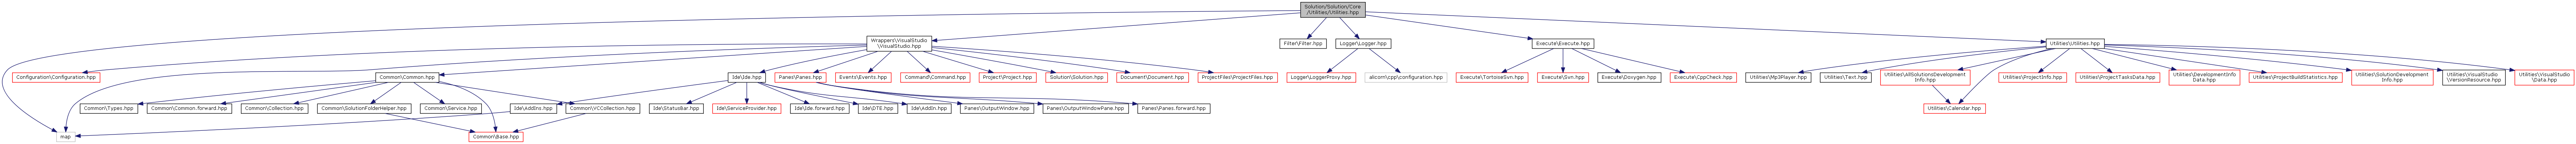 Solution/Solution/Core
/Utilities/Utilities.hpp
Wrappers\VisualStudio
\VisualStudio.hpp
Filter\Filter.hpp
Logger\Logger.hpp
Execute\Execute.hpp
Utilities\Utilities.hpp
Configuration\Configuration.hpp
Common\Common.hpp
Ide\Ide.hpp
Panes\Panes.hpp
Events\Events.hpp
Command\Command.hpp
Project\Project.hpp
Solution\Solution.hpp
Document\Document.hpp
ProjectFiles\ProjectFiles.hpp
Logger\LoggerProxy.hpp
alicorn\cpp\configuration.hpp
Execute\TortoiseSvn.hpp
Execute\Svn.hpp
Execute\Doxygen.hpp
Execute\CppCheck.hpp
Utilities\Mp3Player.hpp
Utilities\Text.hpp
Utilities\AllSolutionsDevelopment
Info.hpp
Utilities\ProjectInfo.hpp
Utilities\ProjectTasksData.hpp
Utilities\DevelopmentInfo
Data.hpp
Utilities\ProjectBuildStatistics.hpp
Utilities\SolutionDevelopment
Info.hpp
Utilities\VisualStudio
\VersionResource.hpp
Utilities\VisualStudio
\Data.hpp
Common\Types.hpp
Common\Common.forward.hpp
Common\Collection.hpp
Common\SolutionFolderHelper.hpp
Common\Service.hpp
Ide\AddIns.hpp
Common\VCCollection.hpp
Ide\StatusBar.hpp
Ide\ServiceProvider.hpp
Ide\Ide.forward.hpp
Ide\DTE.hpp
Ide\AddIn.hpp
Panes\OutputWindow.hpp
Panes\OutputWindowPane.hpp
Panes\Panes.forward.hpp
Utilities\Calendar.hpp
map
Common\Base.hpp